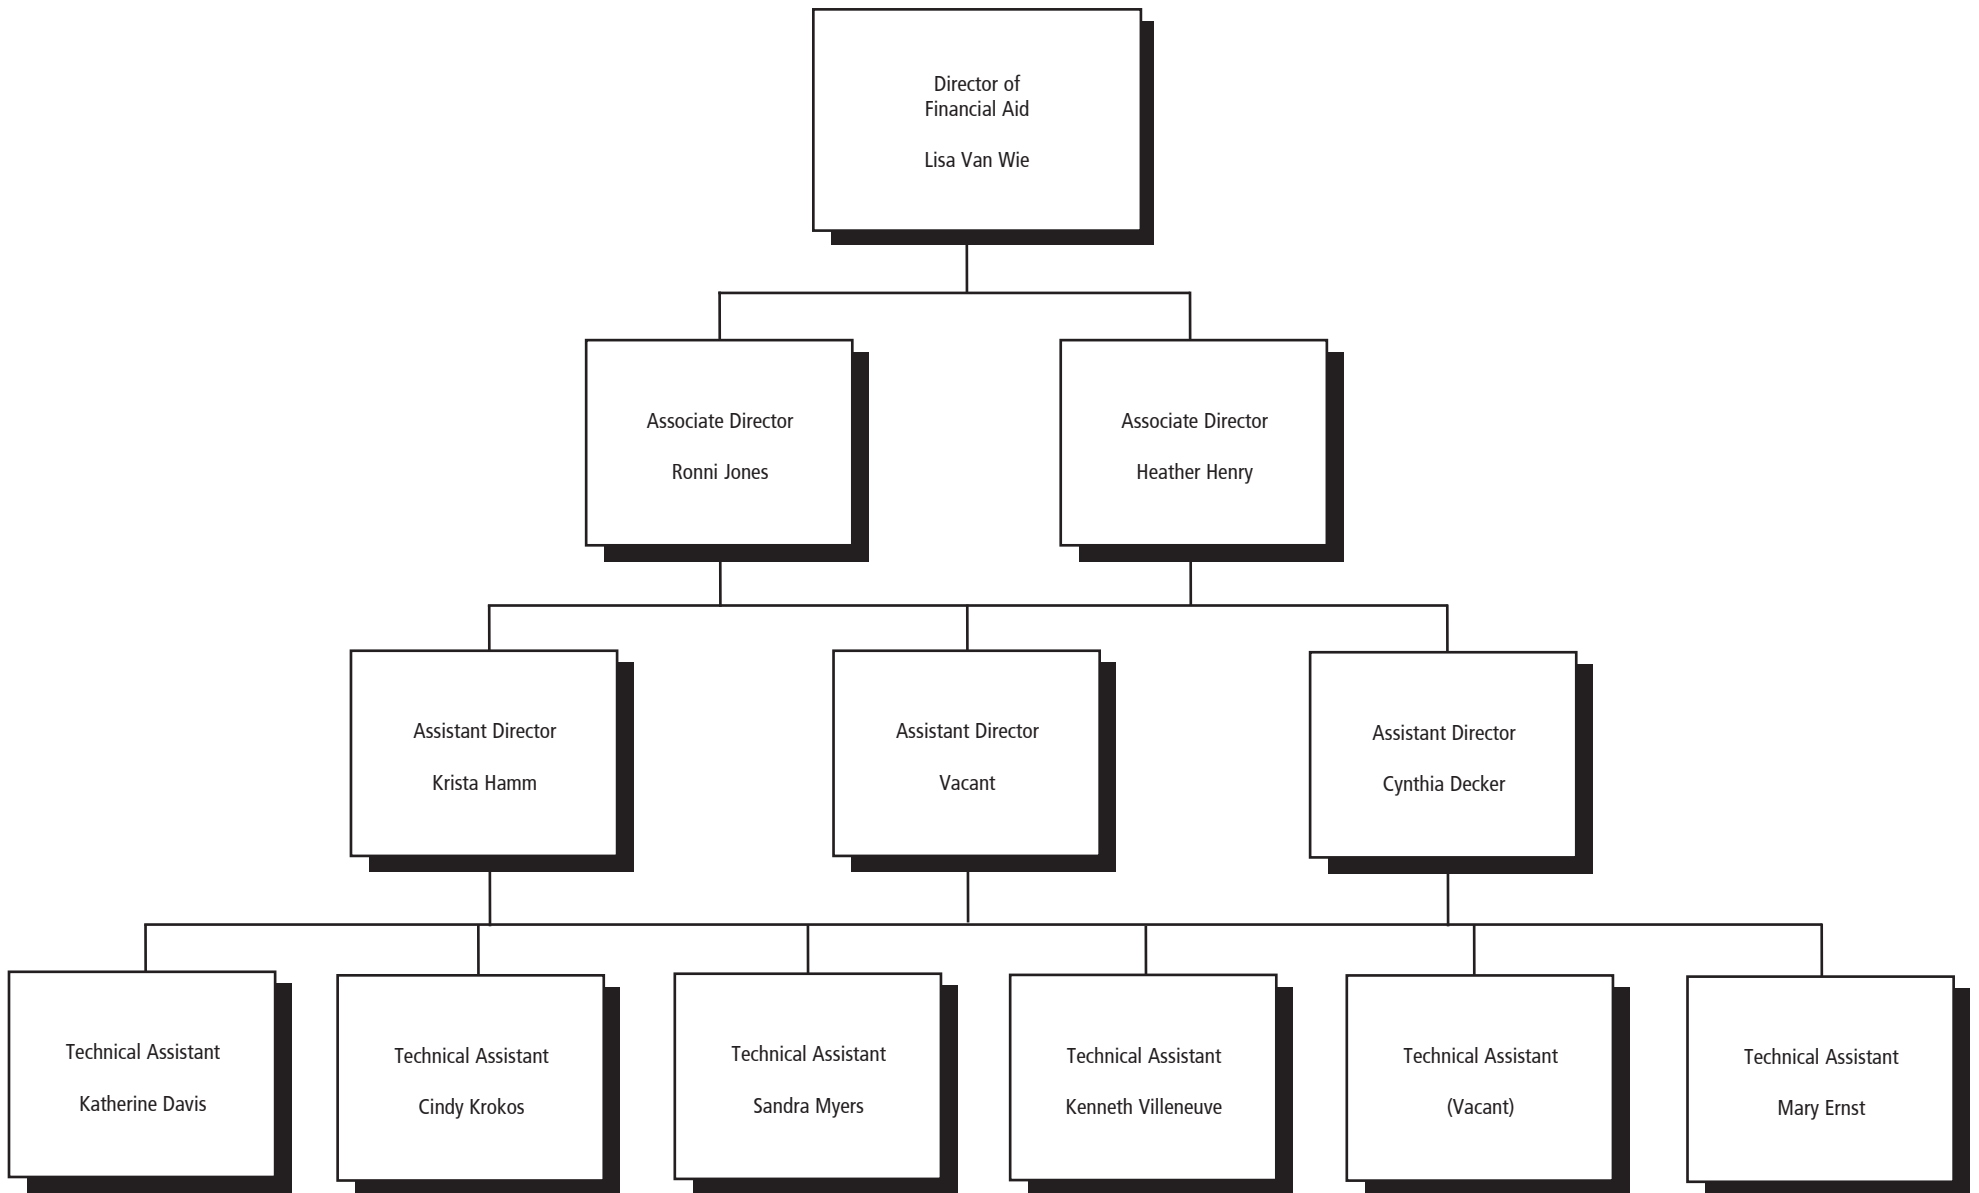 Director of
Financial Aid
Lisa Van Wie
Associate Director
Ronni Jones
Associate Director
Heather Henry
Assistant Director
Krista Hamm
Assistant Director
Vacant
Assistant Director
Cynthia Decker
Technical Assistant
Katherine Davis
Technical Assistant
Cindy Krokos
Technical Assistant
Sandra Myers
Technical Assistant
Kenneth Villeneuve
Technical Assistant
(Vacant)
Technical Assistant
Mary Ernst